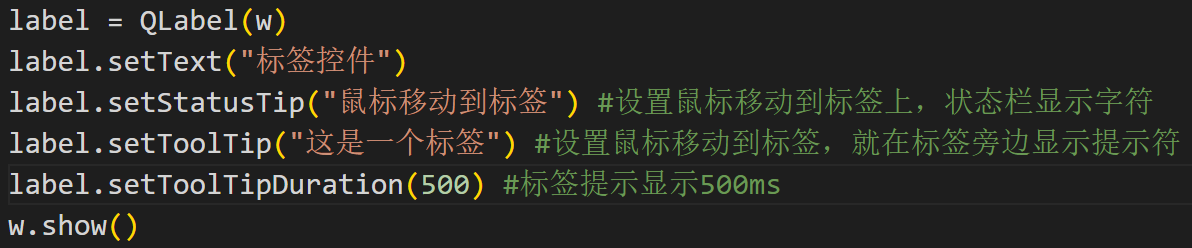 label = QLabel(w)
label.setText("标签控件")
label.setStatusTip("鼠标移动到标签") #设置鼠标移动到标签上，状态栏显示字符
label.setToolTip("这是一个标签") #设置鼠标移动到标签，就在标签旁边显示提示符
label.setToolTipDuration(500) #标签提示显示500ms
w.show()